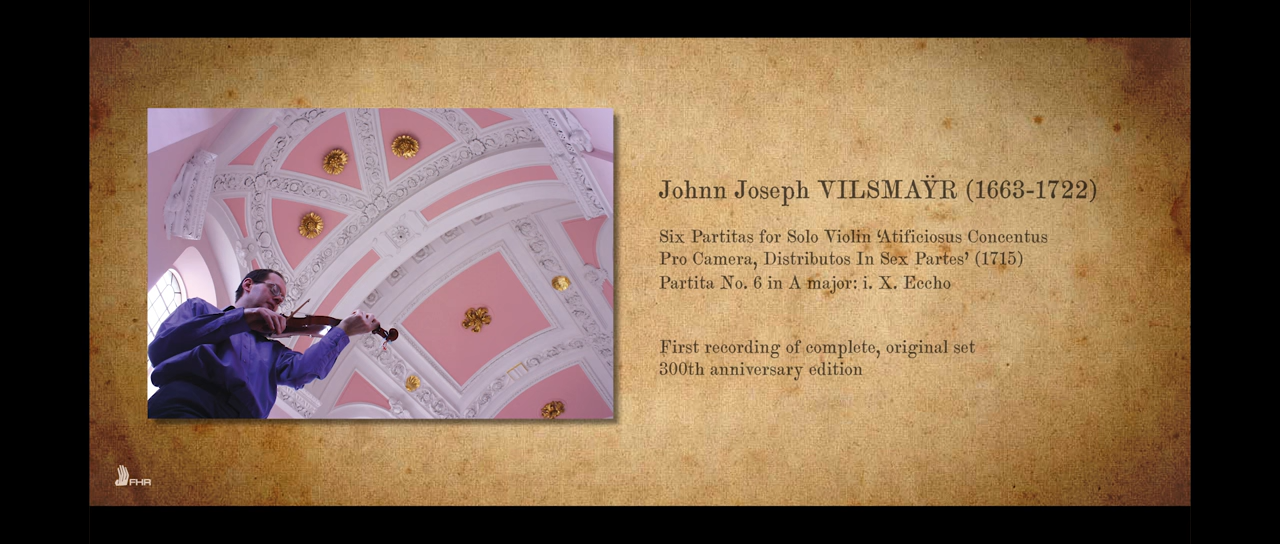 Johnn Joseph VILSMAŸR (1663-1722)
Six Partitas for Solo Violin ‘Atificiosus Concentus
Pro Camera, Distributos In Sex Partes’ (1715)
Partita No. 6 in A major: i. X. Eccho
First recording of complete, original set
300th anniversary edition
FHR